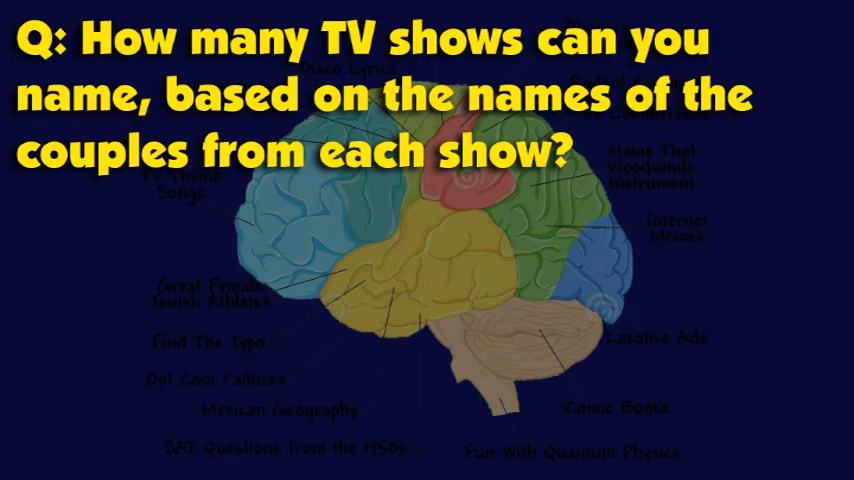 Q: How many TV shows can you
name, based on the names of the
couples from each show?
Disco Lyrics
TV Theme
Songs
Name That
Woodwinds
Instrument
Internet
Memes
Great Female
Jewish Athletes
Find The Typo
Dot Com Failures
Laxative Ads
Mexican Geography
Comic Books
SAT Questions from the 1950s
Fun With Quantum Physics